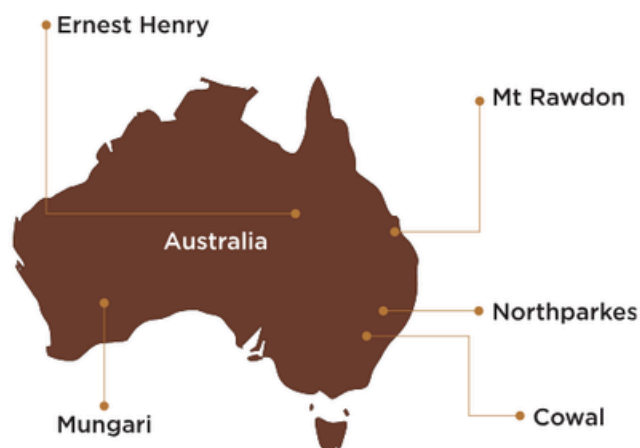 Ernest Henry
Mt Rawdon
Australia
Northparkes
Mungari
Cowal